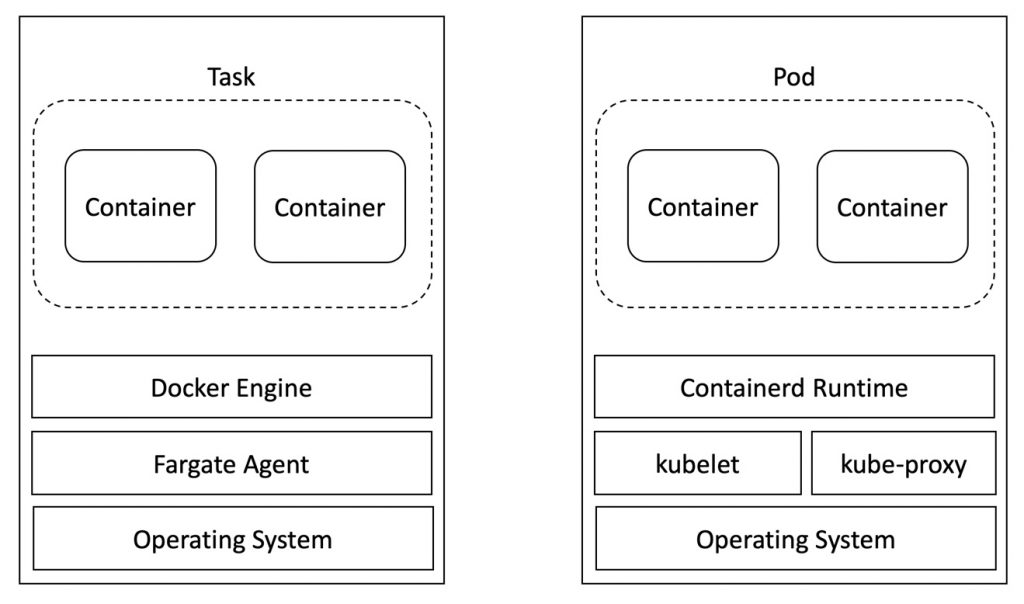 Task
Container
Container
Docker Engine
Fargate Agent
Operating System
Pod
Container
Container
Containerd Runtime
kubelet
kube-proxy
Operating System